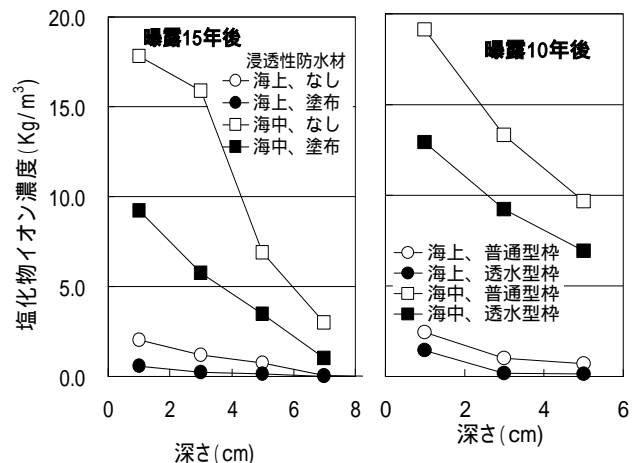 曝露15年後
浸透性防水材
海上、なし
海上、塗布
海中、なし
海中、塗布
塩化物イオン濃度(Kg/m³)
20.0
15.0
10.0
5.0
0.0
0 2 4 6 8
深さ(cm)
曝露10年後
海上、普通型枠
海上、透水型枠
海中、普通型枠
海中、透水型枠
0 2 4 6
深さ(cm)